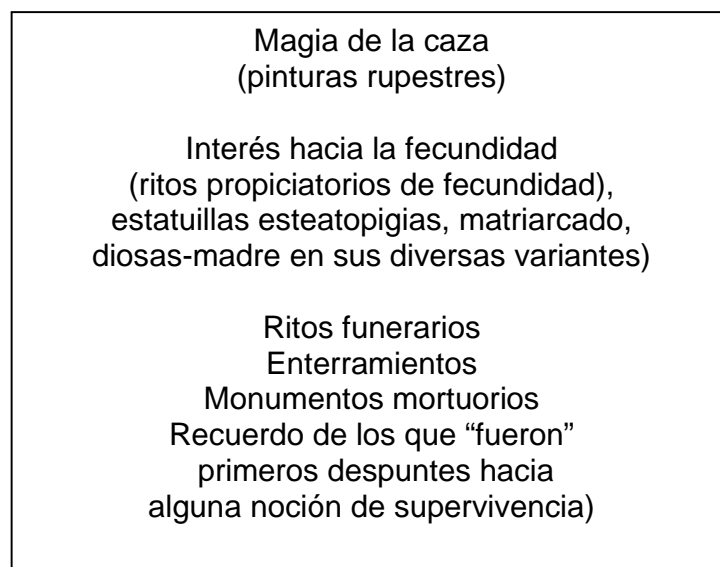 Magia de la caza
(pinturas rupestres)
Interés hacia la fecundidad
(ritos propiciatorios de fecundidad),
estatuillas esteatopigias, matriarcado,
diosas-madre en sus diversas variantes)
Ritos funerarios
Enterramientos
Monumentos mortuorios
Recuerdo de los que “fueron”
primeros despuntes hacia
alguna noción de supervivencia)